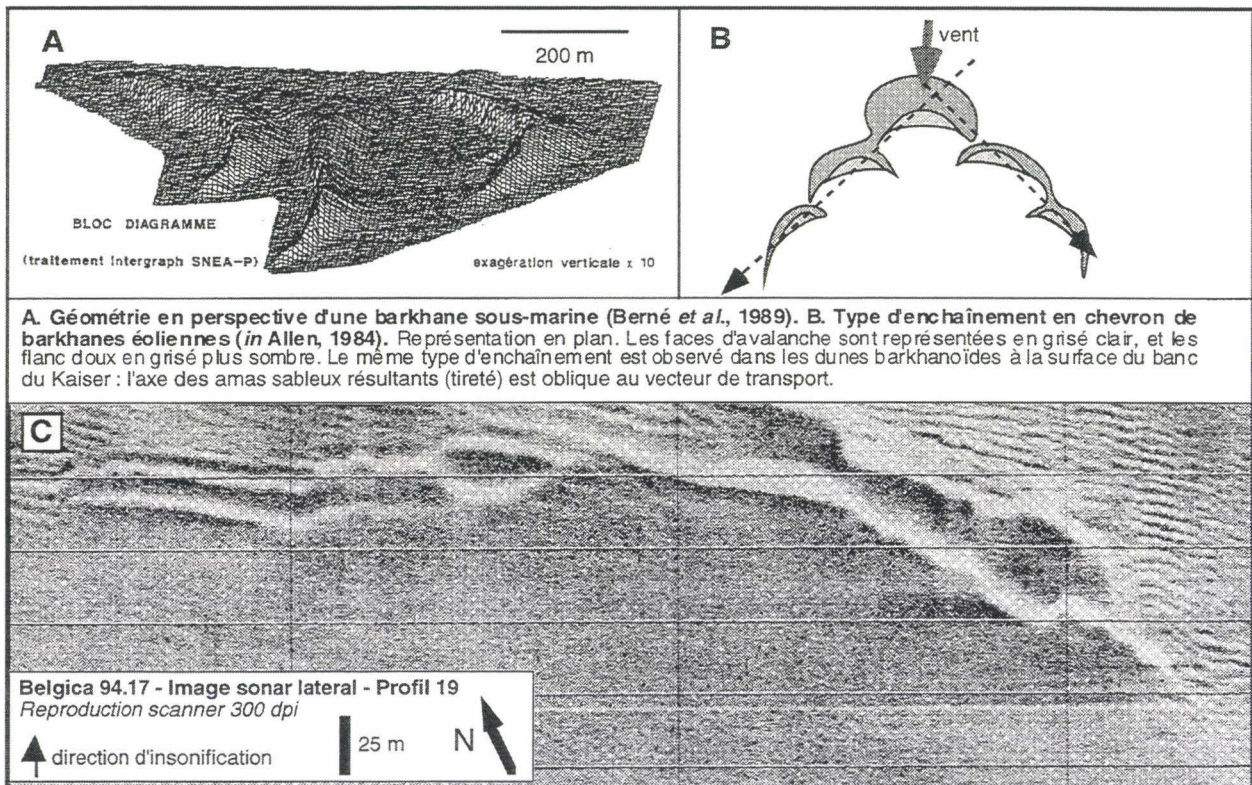 A
200 m
BLOC DIAGRAMME
(traitement Intergraph SNEA-P)
exagération verticale x 10
B
vent
A. Géométrie en perspective d'une barkhane sous-marine (Berné et al., 1989). B. Type d'enchaînement en chevron de
barkhanes éoliennes (in Allen, 1984). Représentation en plan. Les faces d'avalanche sont représentées en grisé clair, et les
flanc doux en grisé plus sombre. Le même type d'enchaînement est observé dans les dunes barkhanoïdes à la surface du banc
du Kaiser : l'axe des amas sableux résultants (tireté) est oblique au vecteur de transport.
C
Belgica 94.17 - Image sonar lateral - Profil 19
Reproduction scanner 300 dpi
direction d'insonification
25 m
N